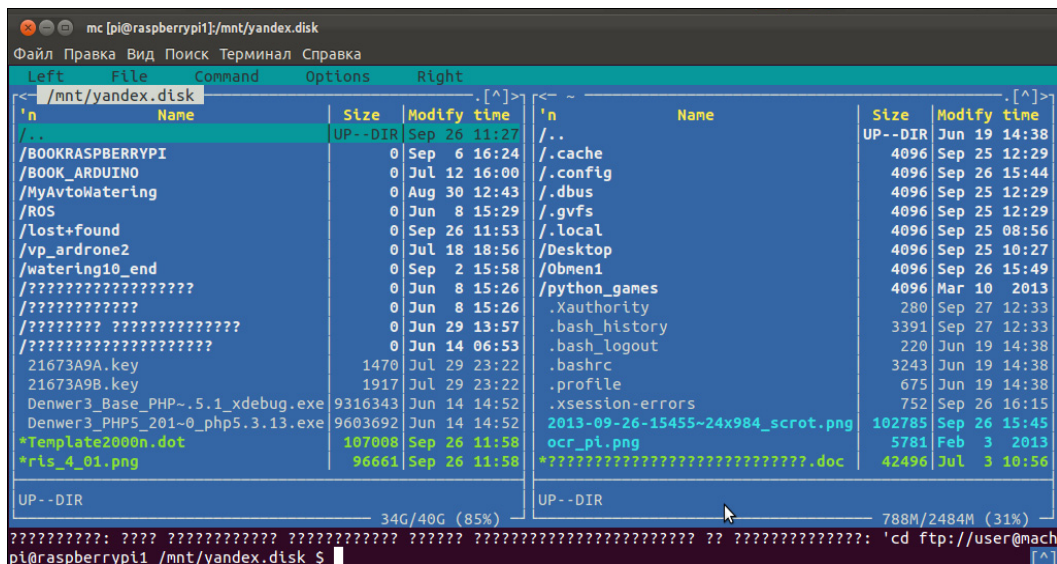 mc [pi@raspberrypi1]:/mnt/yandex.disk
Файл Правка Вид Поиск Терминал Справка
Left File Command Options Right
<─ /mnt/yandex.disk ─.[^]>
'n Name Size Modify time
/.. UP--DIR Sep 26 11:27
/BOOKRASPBERRYPI 0 Sep 6 16:24
/BOOK_ARDUINO 0 Jul 12 16:00
/MyAvtoWatering 0 Aug 30 12:43
/ROS 0 Jun 8 15:29
/lost+found 0 Sep 26 11:53
/vp_ardrone2 0 Jul 18 18:56
/watering10_end 0 Sep 2 15:58
/?????????????????? 0 Jun 8 15:26
/???????????? 0 Jun 8 15:26
/???????? ?????????????? 0 Jun 29 13:57
/???????????????????? 0 Jun 14 06:53
21673A9A.key 1470 Jul 29 23:22
21673A9B.key 1917 Jul 29 23:22
Denwer3_Base_PHP~.5.1_xdebug.exe 9316343 Jun 14 14:52
Denwer3_PHP5_201~0_php5.3.13.exe 9603692 Jun 14 14:52
*Template2000n.dot 107008 Sep 26 11:58
*ris_4_01.png 96661 Sep 26 11:58
UP--DIR
34G/40G (85%)
<─ ~ ─.[^]>
'n Name Size Modify time
/.. UP--DIR Jun 19 14:38
/.cache 4096 Sep 25 12:29
/.config 4096 Sep 26 15:44
/.dbus 4096 Sep 25 12:29
/.gvfs 4096 Sep 25 12:29
/.local 4096 Sep 25 08:56
/Desktop 4096 Sep 25 10:27
/Obmen1 4096 Sep 26 15:49
/python_games 4096 Mar 10 2013
.Xauthority 280 Sep 27 12:33
.bash_history 3391 Sep 27 12:33
.bash_logout 220 Jun 19 14:38
.bashrc 3243 Jun 19 14:38
.profile 675 Jun 19 14:38
.xsession-errors 752 Sep 26 16:15
2013-09-26-15455~24x984_scrot.png 102785 Sep 26 15:45
ocr_pi.png 5781 Feb 3 2013
*????????????????????????????.doc 42496 Jul 3 10:56
UP--DIR
788M/2484M (31%)
??????????: ???? ???????????? ???????????? ?????? ???????????????????????? ?? ??????????????: 'cd ftp://user@mach
pi@raspberrypi1 /mnt/yandex.disk $ [^]